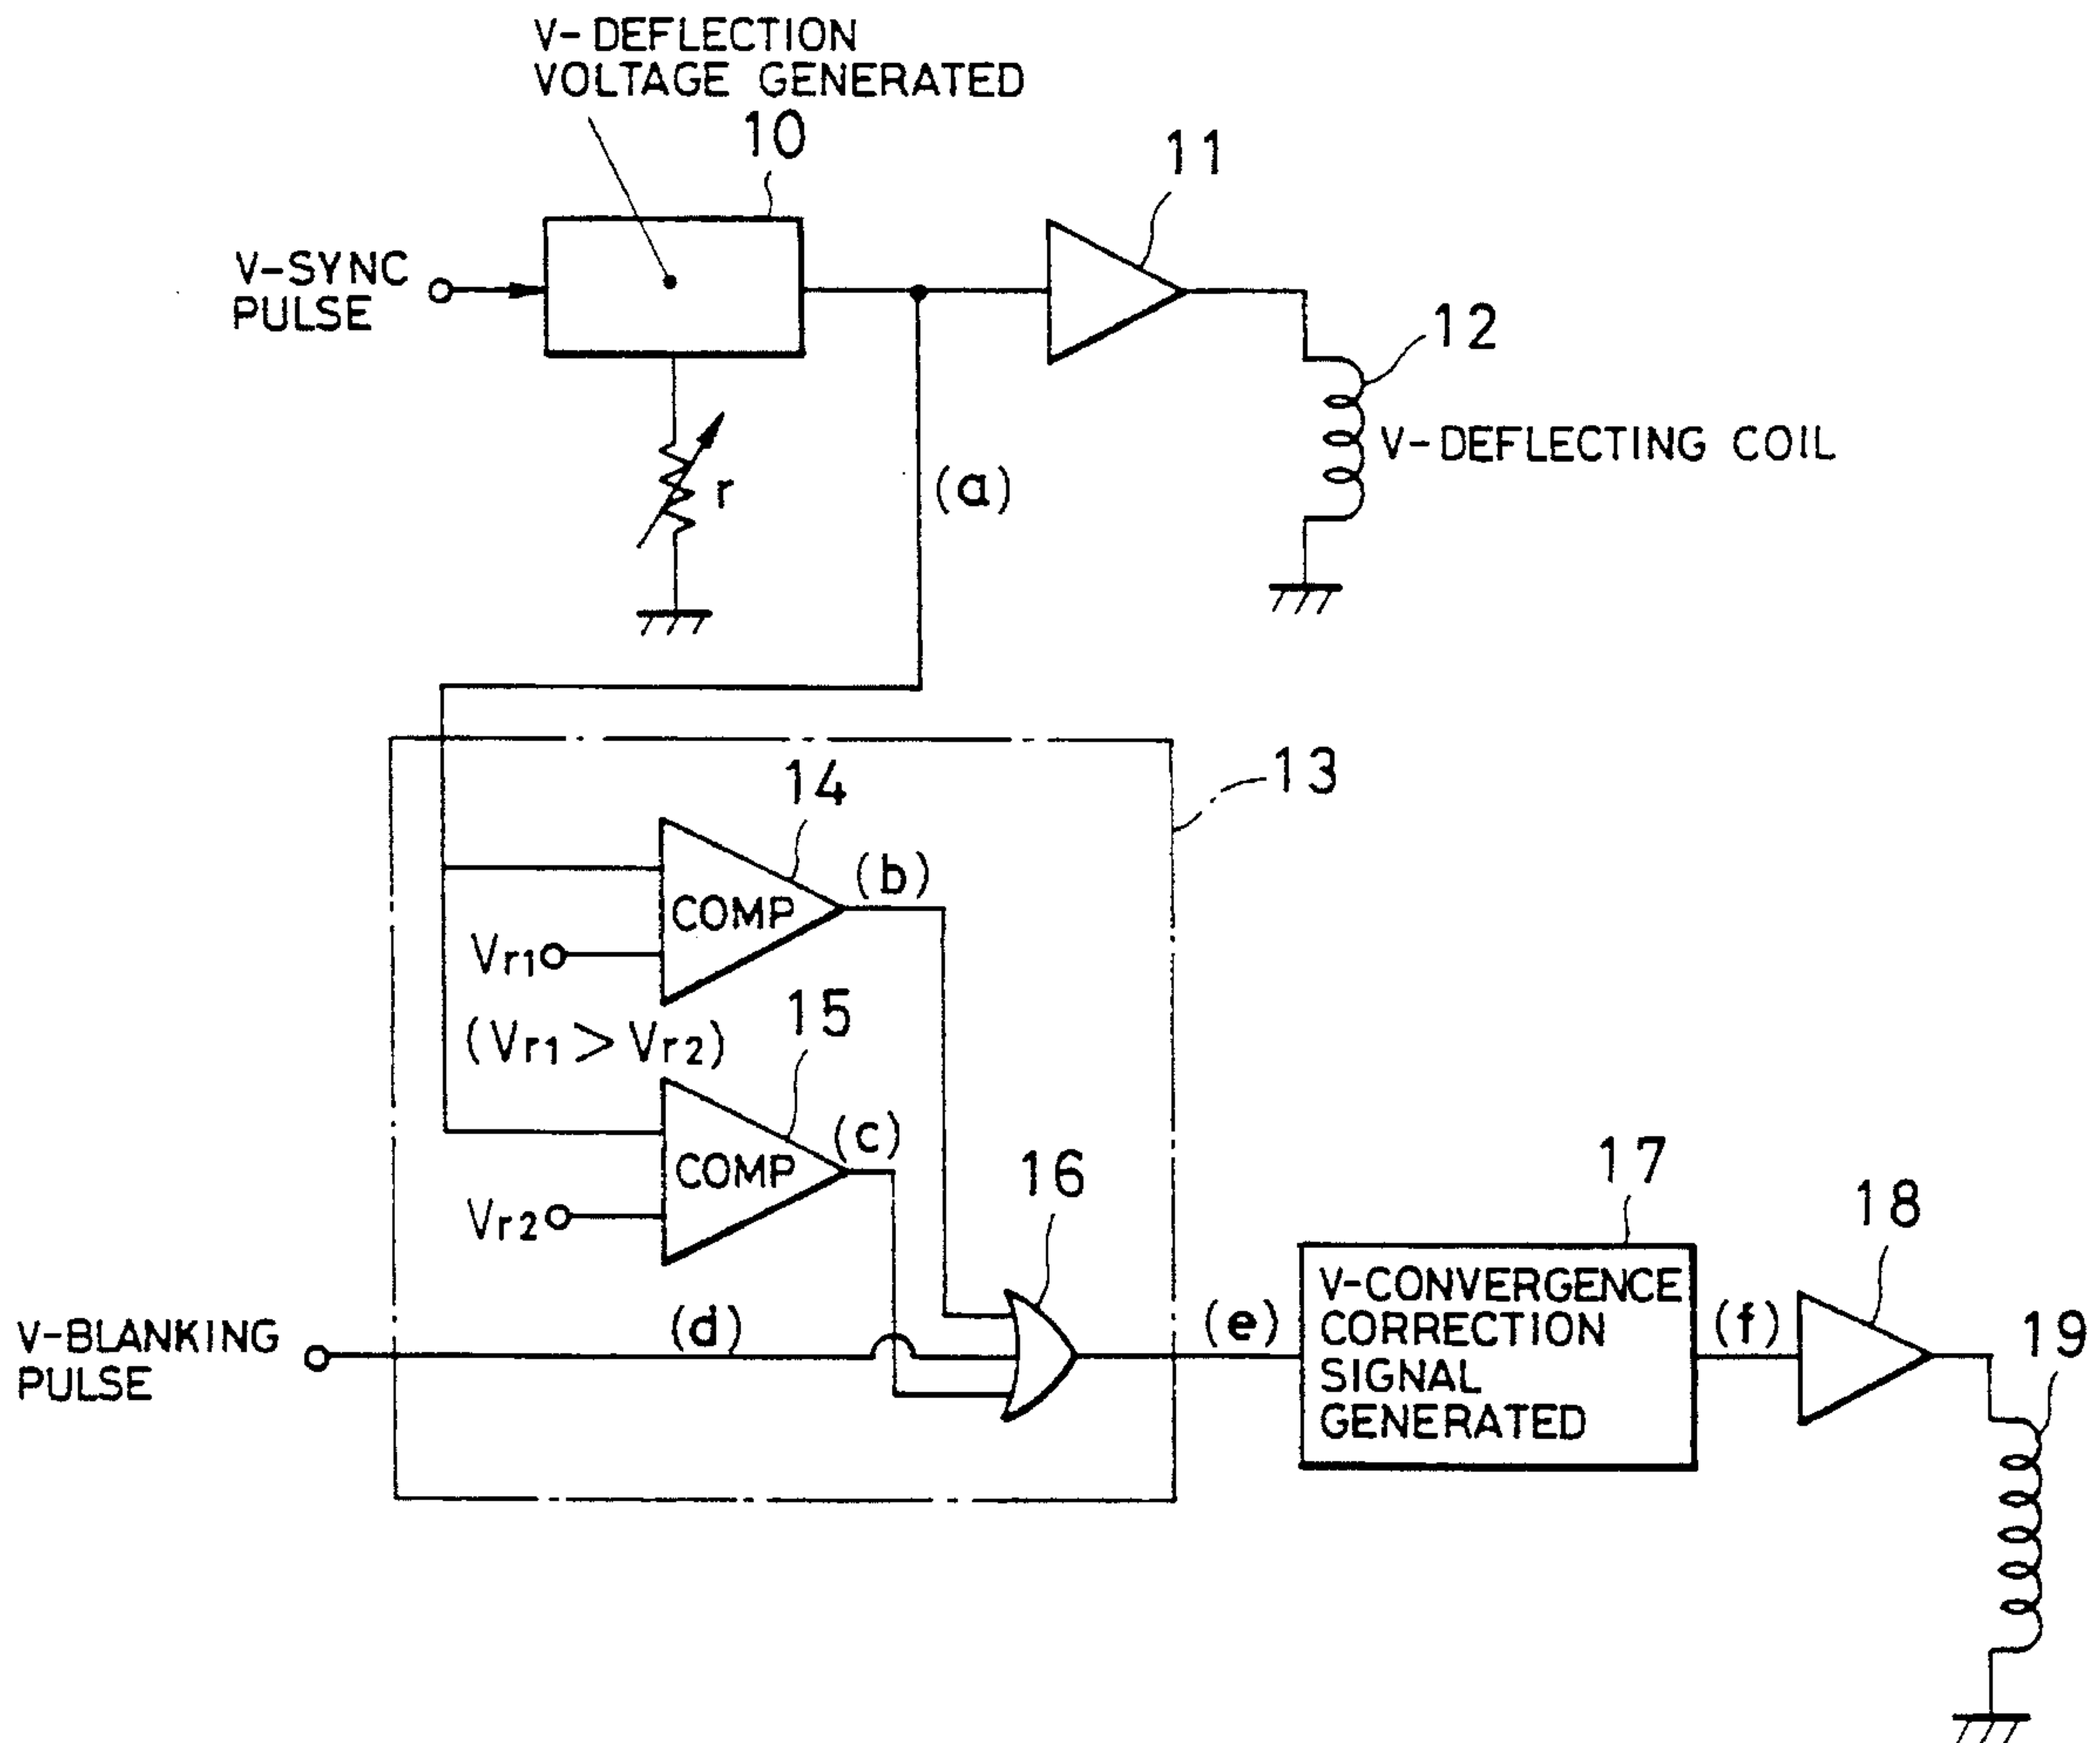 V-DEFLECTION
VOLTAGE GENERATED
10
11
V-SYNC
PULSE
12
V-DEFLECTING COIL
r
(a)
13
14
(b)
COMP
Vr1
15
(Vr1 > Vr2)
(c)
COMP
Vr2
16
17
18
V-CONVERGENCE
CORRECTION
SIGNAL
GENERATED
(d)
(e)
(f)
19
V-BLANKING
PULSE